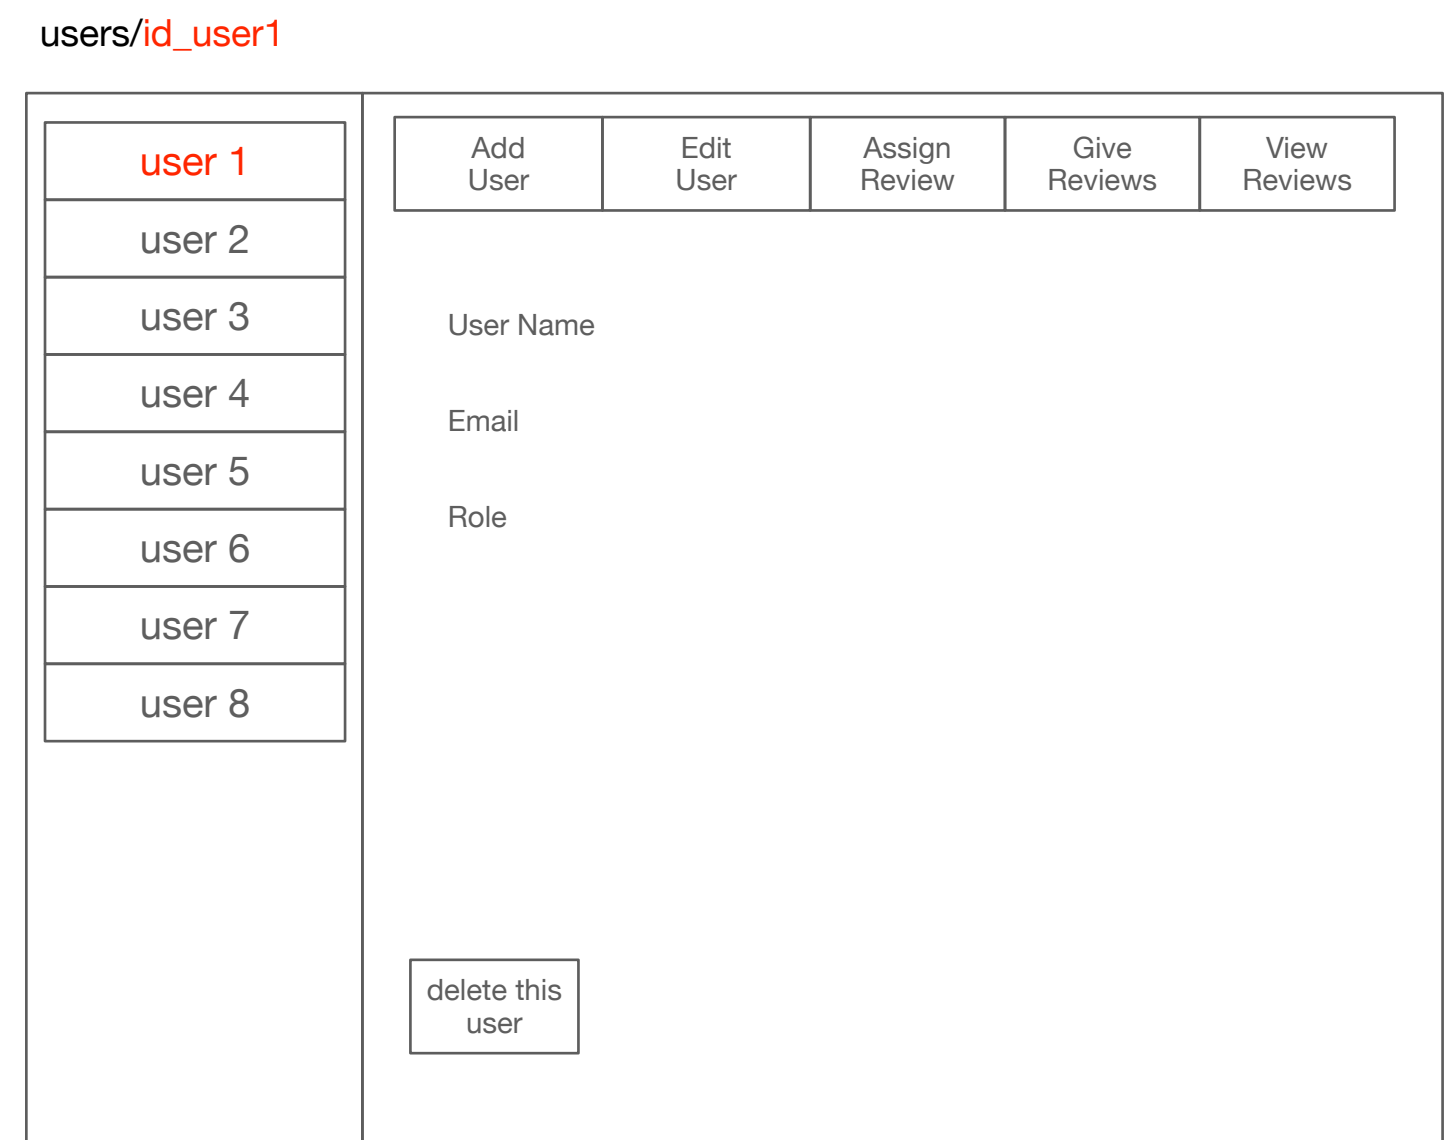 users/id_user1
user 1
user 2
user 3
user 4
user 5
user 6
user 7
user 8
Add
User
Edit
User
Assign
Review
Give
Reviews
View
Reviews
User Name
Email
Role
delete this
user